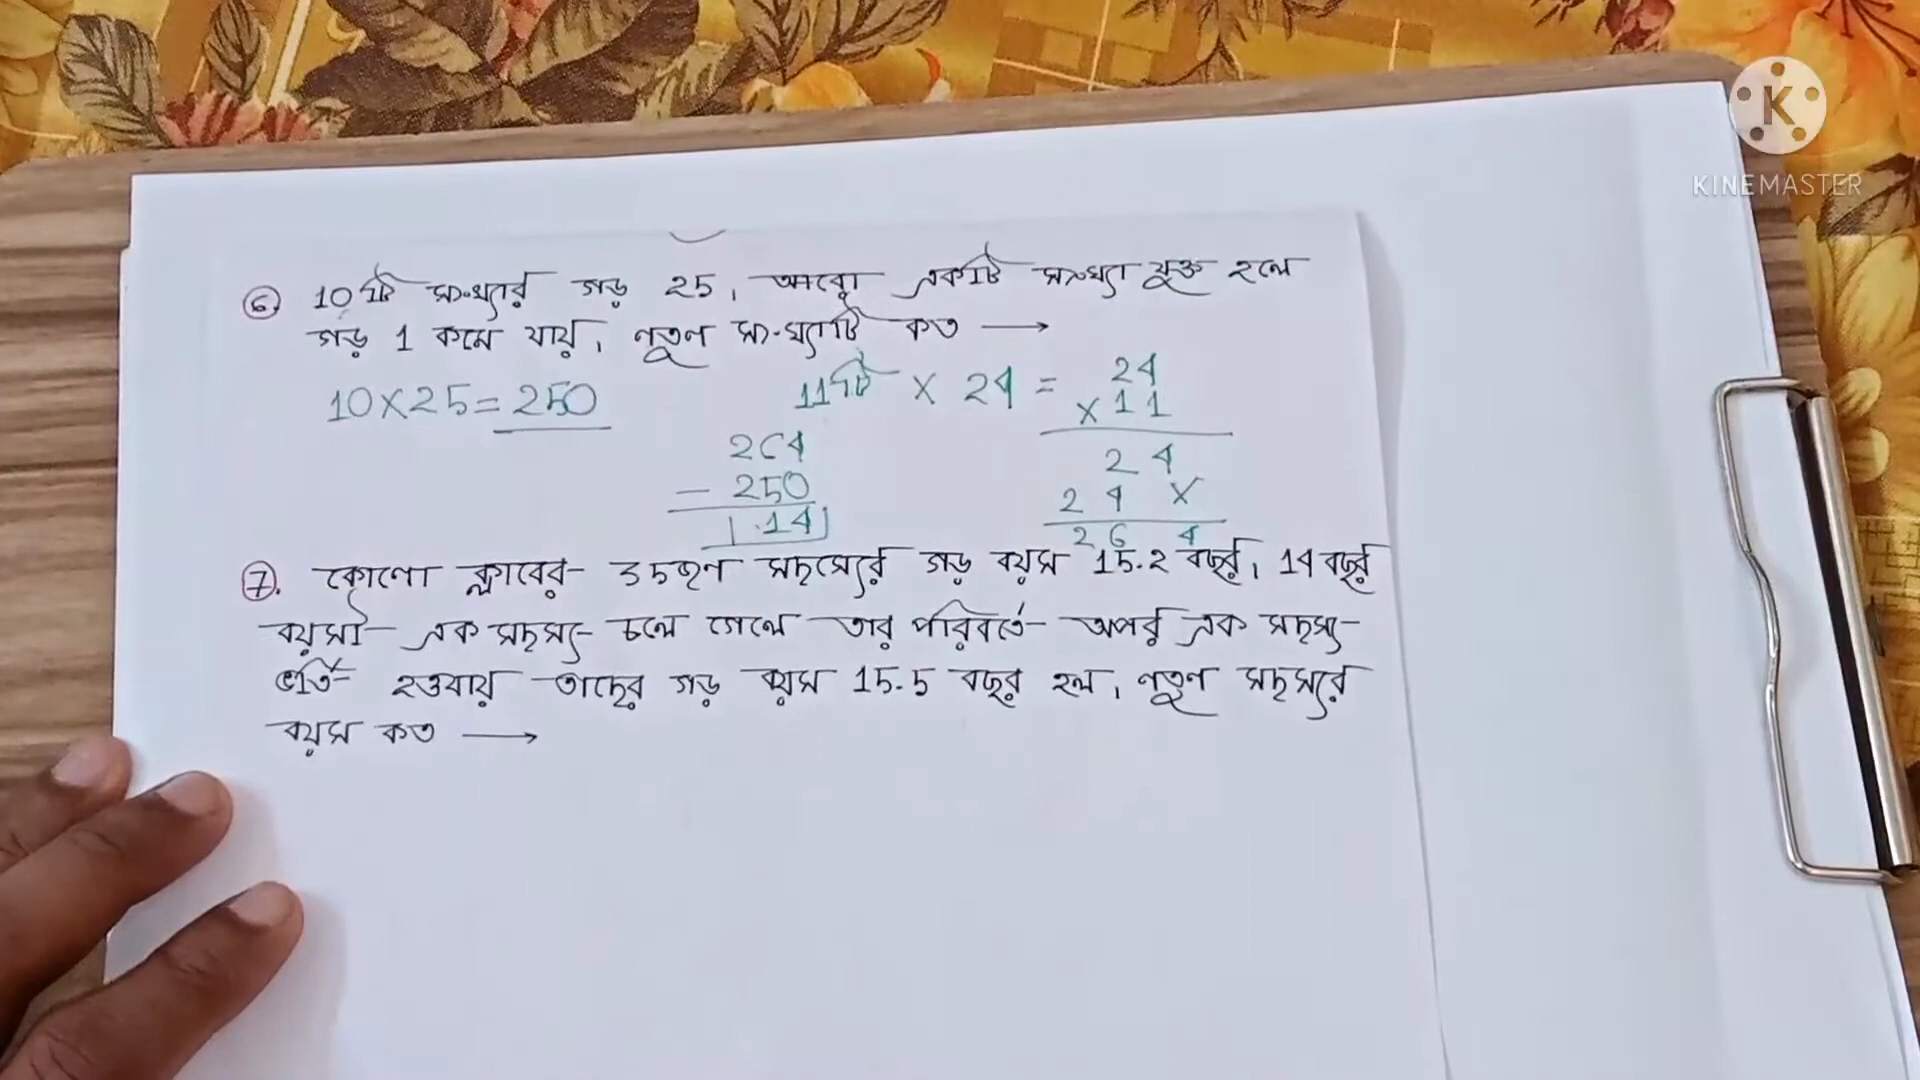 K
KINEMASTER
6. 10টি সংখ্যার গড় 25, আরো একটি সংখ্যা যুক্ত হলে
গড় 1 কমে যায়। নতুন সংখ্যাটি কত →
10×25=250
11টি × 24 =
24
×11
24
24×
264
264
-250
14
7. কোনো ক্লাবের সদস্যের গড় বয়স 15.2 বছর। 14 বছর
বয়সী এক সদস্য চলে গেলে তার পরিবর্তে অপর এক সদস্য
ভর্তি হওয়ায় তাদের গড় বয়স 15.5 বছর হল। নতুন সদস্যের
বয়স কত →